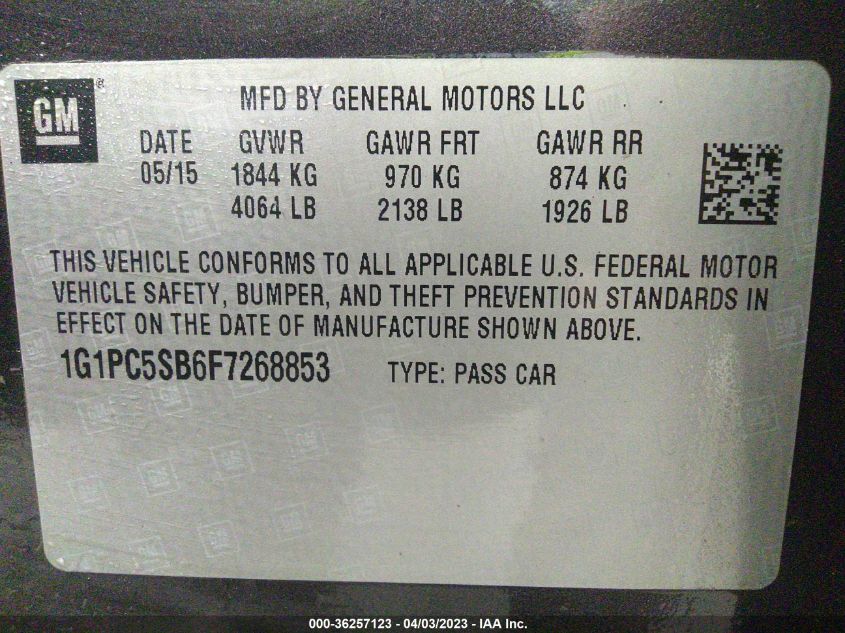 GM®
MFD BY GENERAL MOTORS LLC
DATE GVWR GAWR FRT GAWR RR
05/15 1844 KG 970 KG 874 KG
4064 LB 2138 LB 1926 LB
THIS VEHICLE CONFORMS TO ALL APPLICABLE U.S. FEDERAL MOTOR
VEHICLE SAFETY, BUMPER, AND THEFT PREVENTION STANDARDS IN
EFFECT ON THE DATE OF MANUFACTURE SHOWN ABOVE.
1G1PC5SB6F7268853 TYPE: PASS CAR
000-36257123 - 04/03/2023 - IAA Inc.